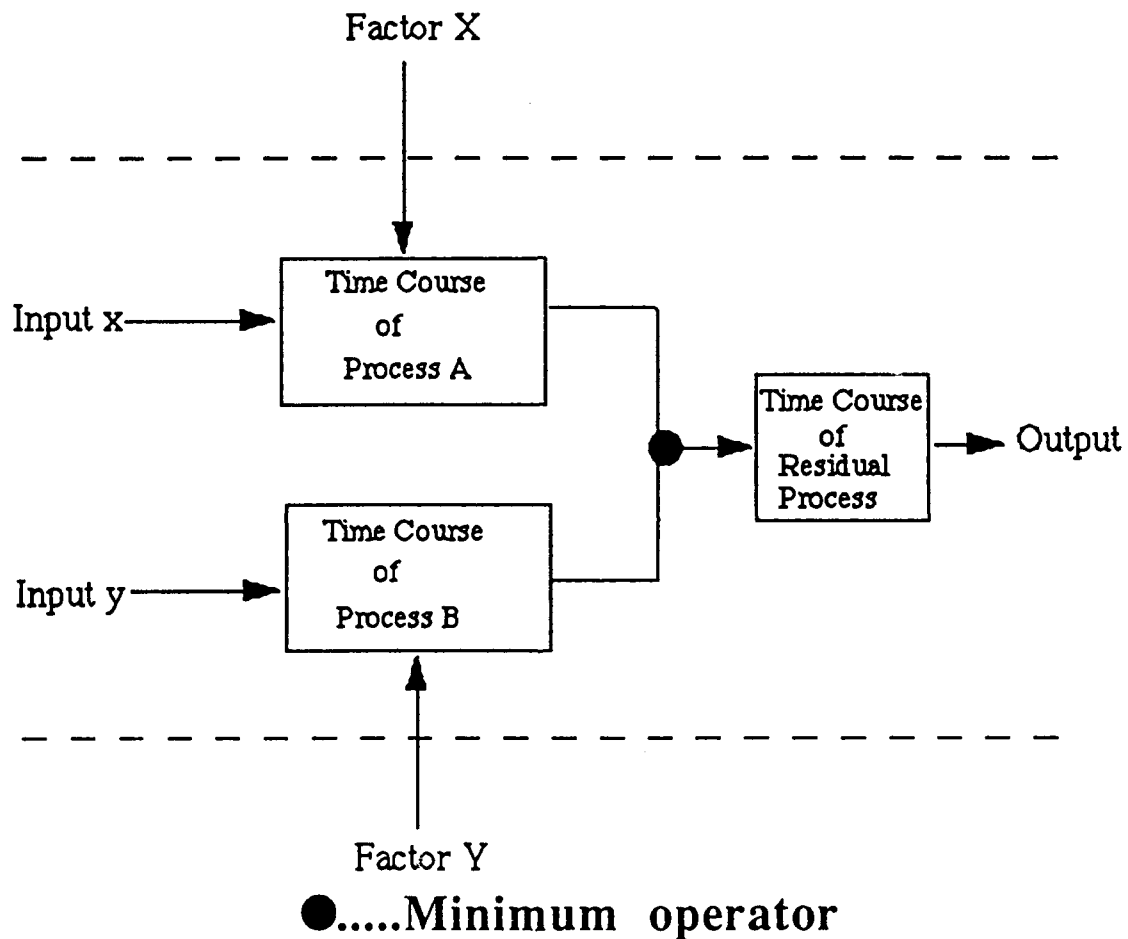 Factor X
Time Course
of
Process A
Input x
Time Course
of
Residual
Process
Output
Time Course
of
Process B
Input y
Factor Y
●.....Minimum operator